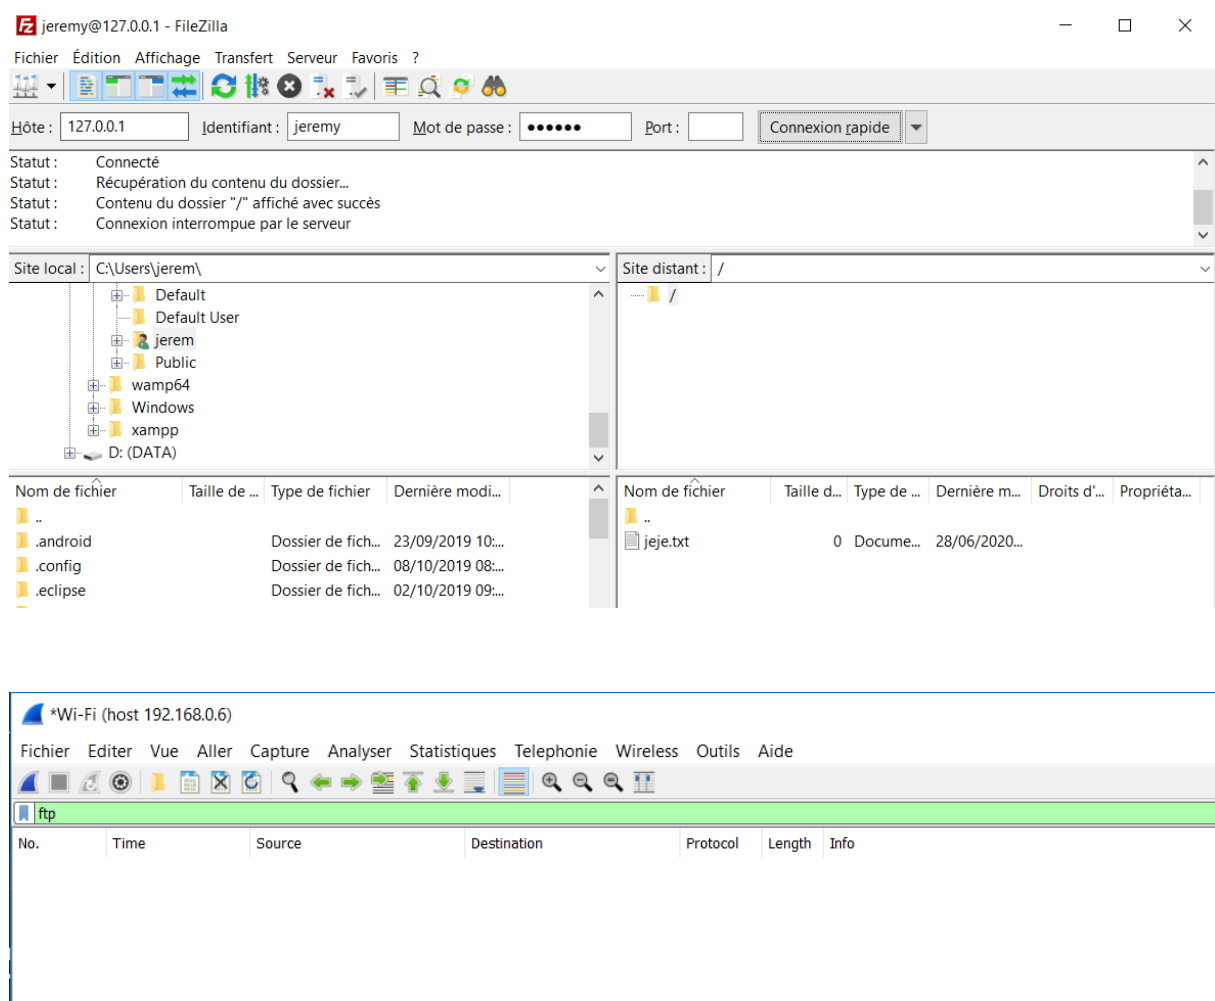 jeremy@127.0.0.1 - FileZilla
Fichier Édition Affichage Transfert Serveur Favoris ?
Hôte : 127.0.0.1 Identifiant : jeremy Mot de passe : ●●●●●● Port : Connexion rapide
Statut : Connecté
Statut : Récupération du contenu du dossier...
Statut : Contenu du dossier "/" affiché avec succès
Statut : Connexion interrompue par le serveur
Site local : C:\Users\jerem\
Default
Default User
jerem
Public
wamp64
Windows
xampp
D: (DATA)
Site distant : /
/
Nom de fichier Taille de ... Type de fichier Dernière modi...
..
.android Dossier de fich... 23/09/2019 10:...
.config Dossier de fich... 08/10/2019 08:...
.eclipse Dossier de fich... 02/10/2019 09:...
Nom de fichier Taille d... Type de ... Dernière m... Droits d'... Propriéta...
..
jeje.txt 0 Docume... 28/06/2020...
*Wi-Fi (host 192.168.0.6)
Fichier Editer Vue Aller Capture Analyser Statistiques Telephonie Wireless Outils Aide
ftp
No. Time Source Destination Protocol Length Info